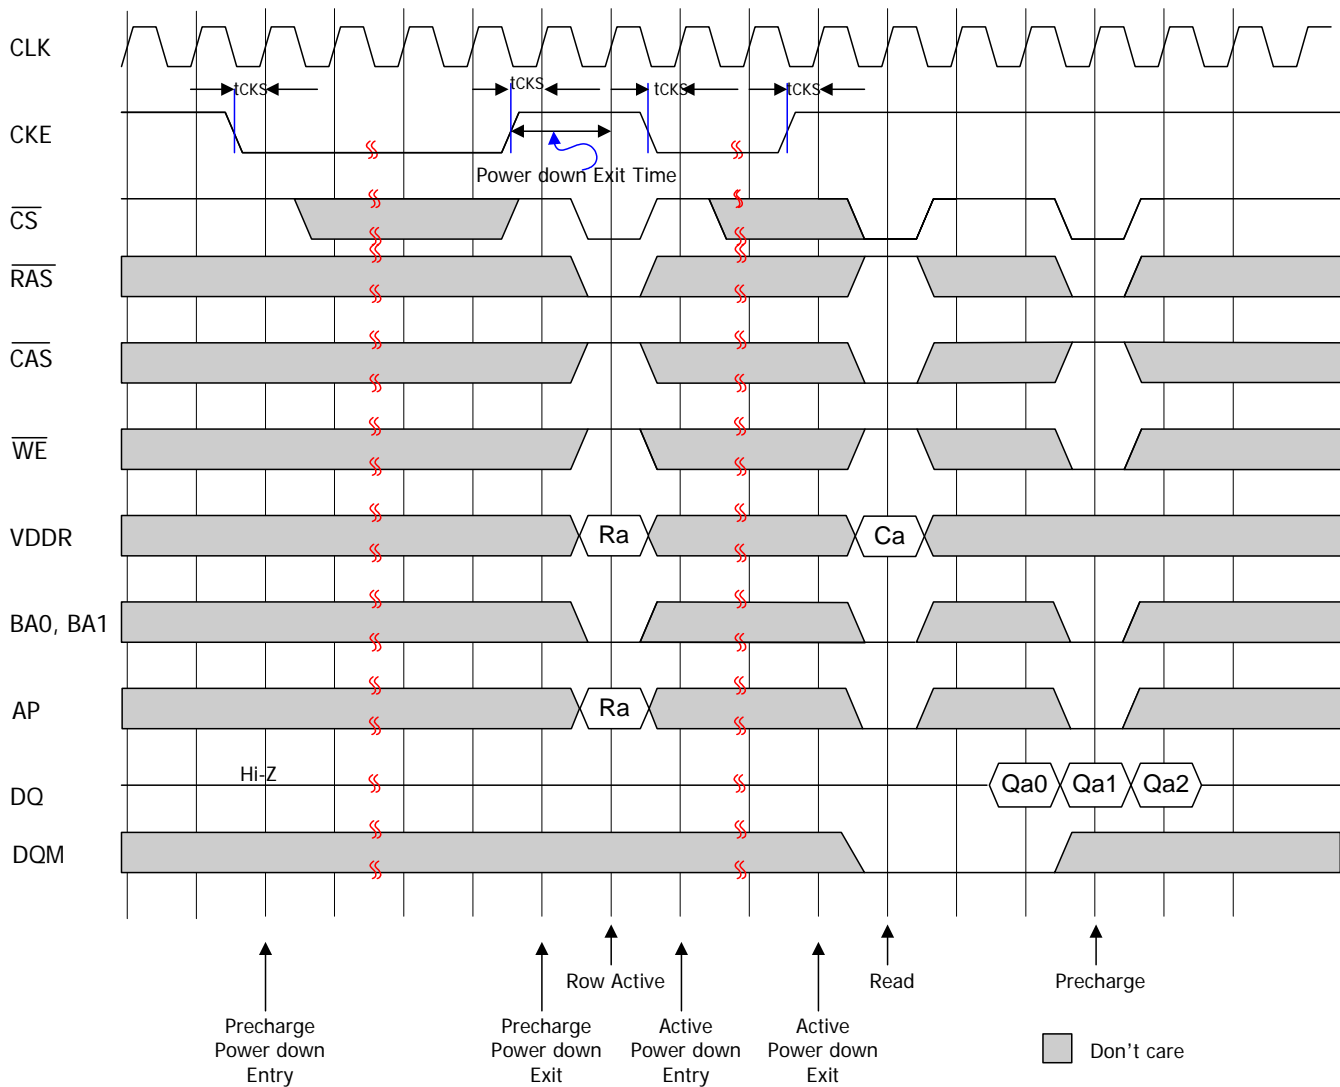 CLK
tCKS tCKS tCKS tCKS
CKE
Power down Exit Time
CS
RAS
CAS
WE
VDDR Ra Ca
BA0, BA1
AP Ra
Hi-Z
DQ Qa0 Qa1 Qa2
DQM
Row Active Read Precharge
Precharge Power down Entry
Precharge Power down Exit
Active Power down Entry
Active Power down Exit
Don't care